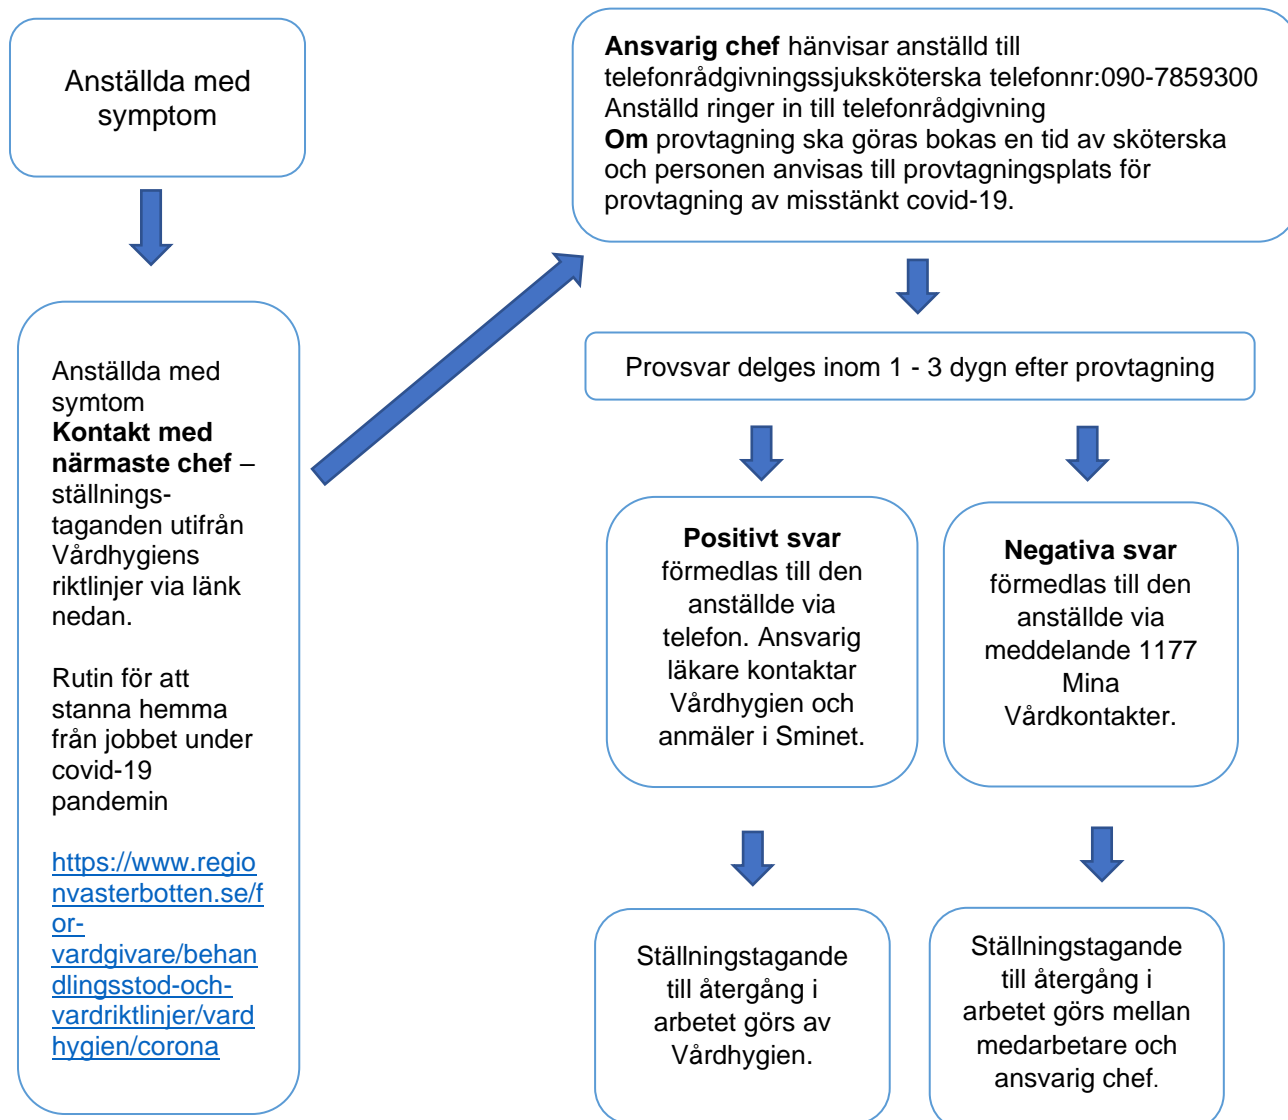 Anställda med
symptom
Anställda med
symtom
Kontakt med
närmaste chef –
ställnings-
taganden utifrån
Vårdhygiens
riktlinjer via länk
nedan.
Rutin för att
stanna hemma
från jobbet under
covid-19
pandemin
https://www.regio
nvasterbotten.se/f
or-
vardgivare/behan
dlingsstod-och-
vardriktlinjer/vard
hygien/corona
Ansvarig chef hänvisar anställd till
telefonrådgivningssjuksköterska telefonnr:090-7859300
Anställd ringer in till telefonrådgivning
Om provtagning ska göras bokas en tid av sköterska
och personen anvisas till provtagningsplats för
provtagning av misstänkt covid-19.
Provsvar delges inom 1 - 3 dygn efter provtagning
Positivt svar
förmedlas till den
anställde via
telefon. Ansvarig
läkare kontaktar
Vårdhygien och
anmäler i Sminet.
Negativa svar
förmedlas till den
anställde via
meddelande 1177
Mina
Vårdkontakter.
Ställningstagande
till återgång i
arbetet görs av
Vårdhygien.
Ställningstagande
till återgång i
arbetet görs mellan
medarbetare och
ansvarig chef.